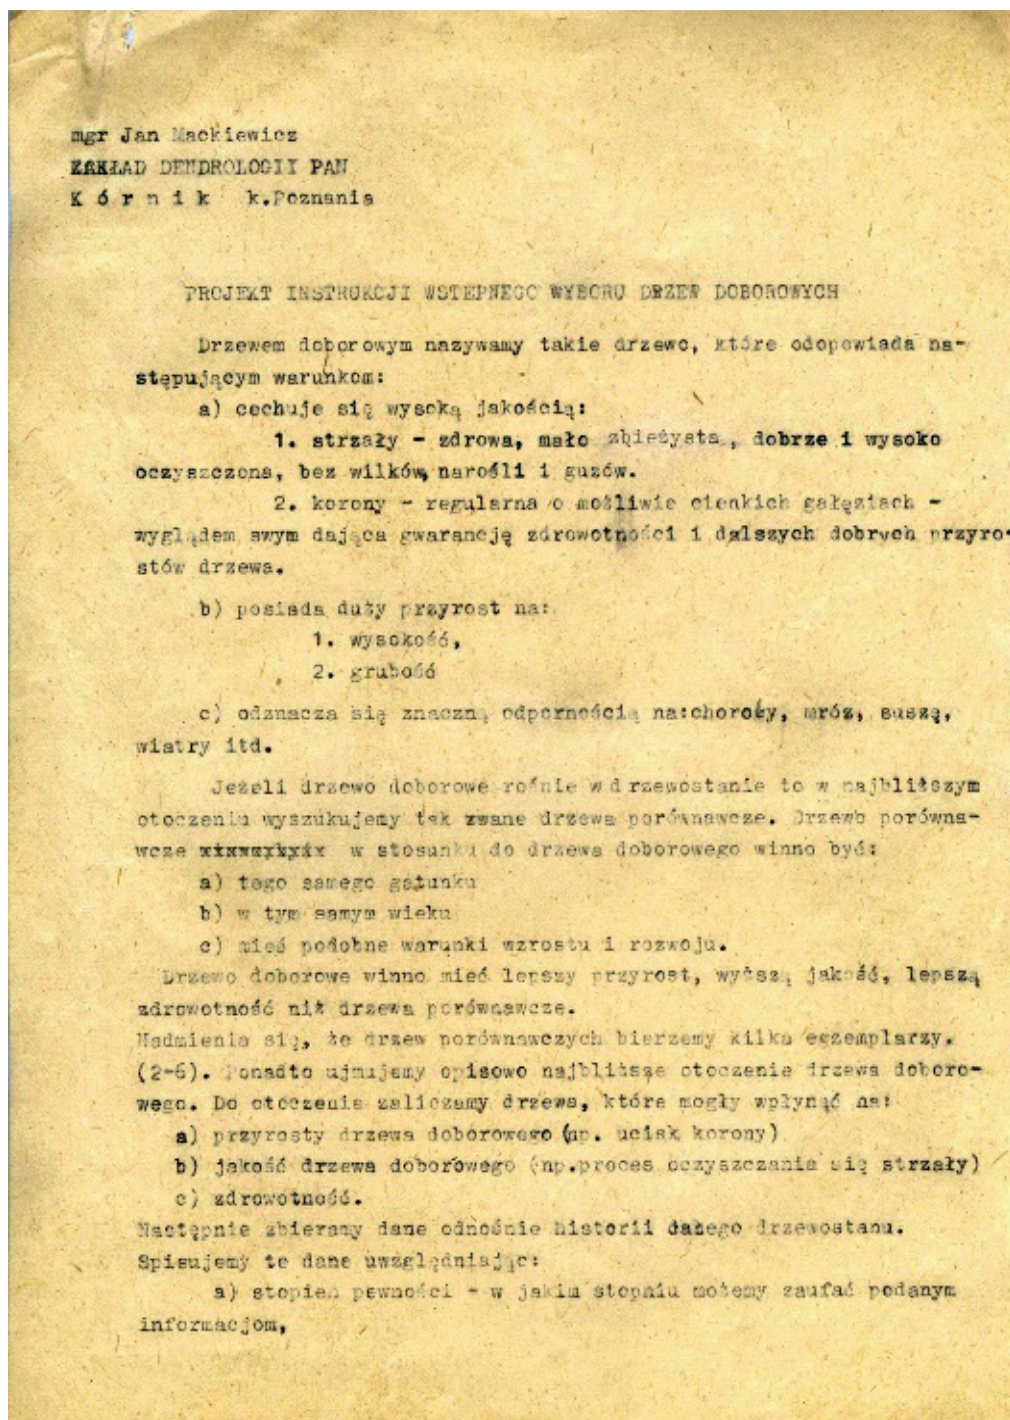 mgr Jan Mackiewicz
ZAKŁAD DENDROLOGII PAN
K ó r n i k k.Poznania
PROJEKT INSTRUKCJI WSTEPNEGO WYBORU DRZEW DOBOROWYCH
Drzewem doborowym nazywamy takie drzewo, które odopowiada na-
stępującym warunkom:
a) cechuje się wysoką jakością:
1. strzały - zdrowa, mało zbieżysta, dobrze i wysoko
oczyszczona, bez wilków, narośli i guzów.
2. korony - regularna o możliwie cienkich gałęziach -
wyglądem swym dająca gwarancję zdrowotności i dalszych dobrych przyro-
stów drzewa.
b) posiada duży przyrost na:
1. wysokość,
2. grubość
c) odznacza się znaczną odpornością na:choroby, mróz, suszę,
wiatry itd.
Jeżeli drzewo doborowe rośnie w drzewostanie to w najbliższym
otoczeniu wyszukujemy tak zwane drzewa porównawcze. Drzewo porówna-
wcze w stosunku do drzewa doborowego winno być:
a) tego samego gatunku
b) w tym samym wieku
c) mieć podobne warunki wzrostu i rozwoju.
Drzewo doborowe winno mieć lepszy przyrost, wyższą jakość, lepszą
zdrowotność niż drzewa porównawcze.
Nadmienia się, że drzew porównawczych bierzemy kilka egzemplarzy.
(2-6). Ponadto ujmujemy opisowo najbliższe otoczenie drzewa doboro-
wego. Do otoczenia zaliczamy drzewa, które mogły wpłynąć na:
a) przyrosty drzewa doborowego (np. ucisk korony)
b) jakość drzewa doborowego (np.proces oczyszczania się strzały)
c) zdrowotność.
Następnie zbieramy dane odnośnie historii danego drzewostanu.
Spisujemy te dane uwzględniając:
a) stopień pewności - w jakim stopniu możemy zaufać podanym
informacjom,